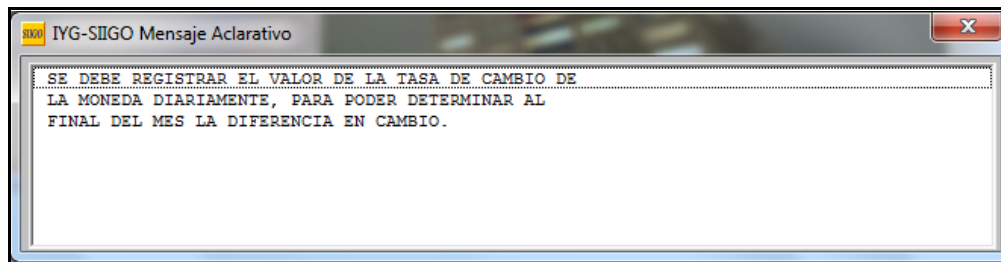 SIIGO IYG-SIIGO Mensaje Aclarativo
SE DEBE REGISTRAR EL VALOR DE LA TASA DE CAMBIO DE
LA MONEDA DIARIAMENTE, PARA PODER DETERMINAR AL
FINAL DEL MES LA DIFERENCIA EN CAMBIO.